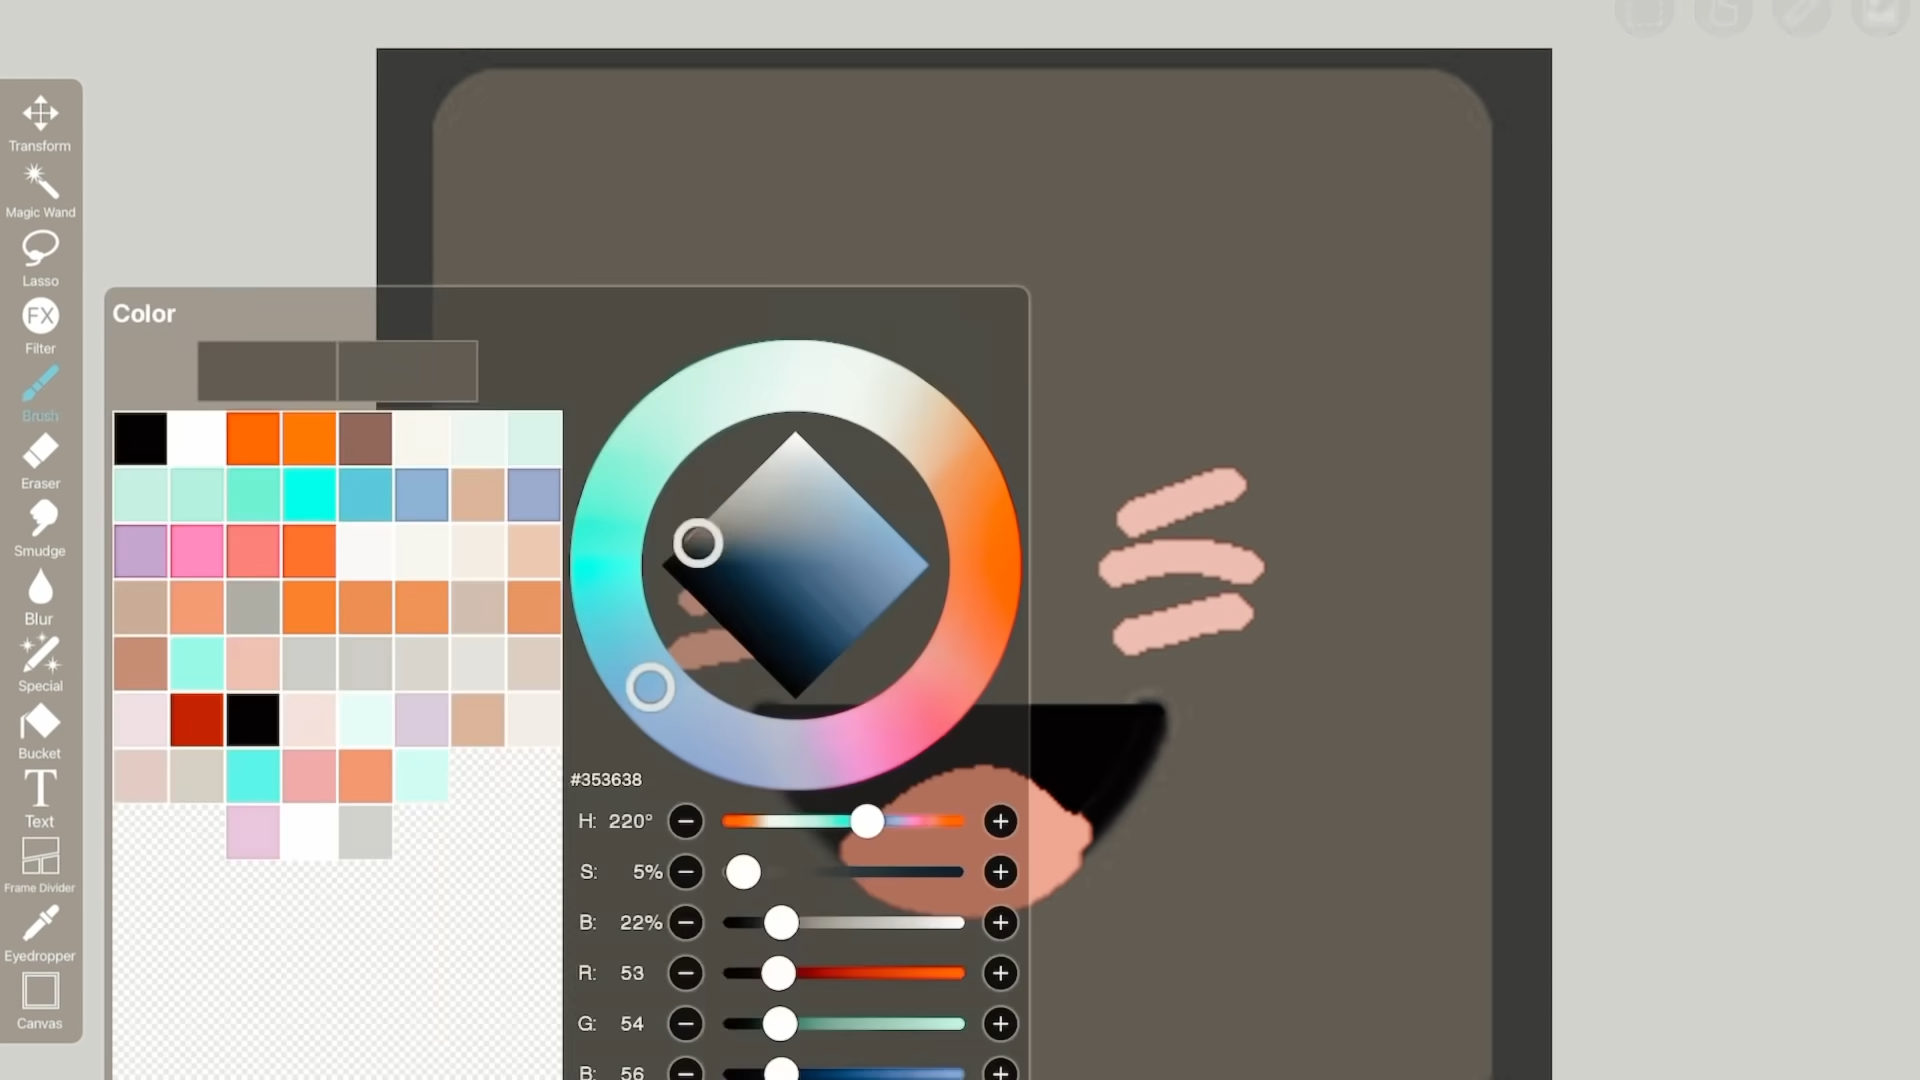 Transform
Magic Wand
Lasso
FX
Filter
Brush
Eraser
Smudge
Blur
Special
Bucket
T
Text
Frame Divider
Eyedropper
Canvas
Color
#353638
H: 220°
S: 5%
B: 22%
R: 53
G: 54
B: 56